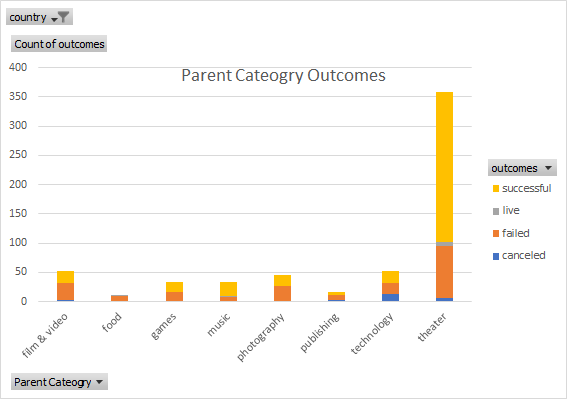 country
Count of outcomes
Parent Cateogry Outcomes
400
350
300
250
200
150
100
50
0
film & video
food
games
music
photography
publishing
technology
theater
outcomes
successful
live
failed
canceled
Parent Cateogry